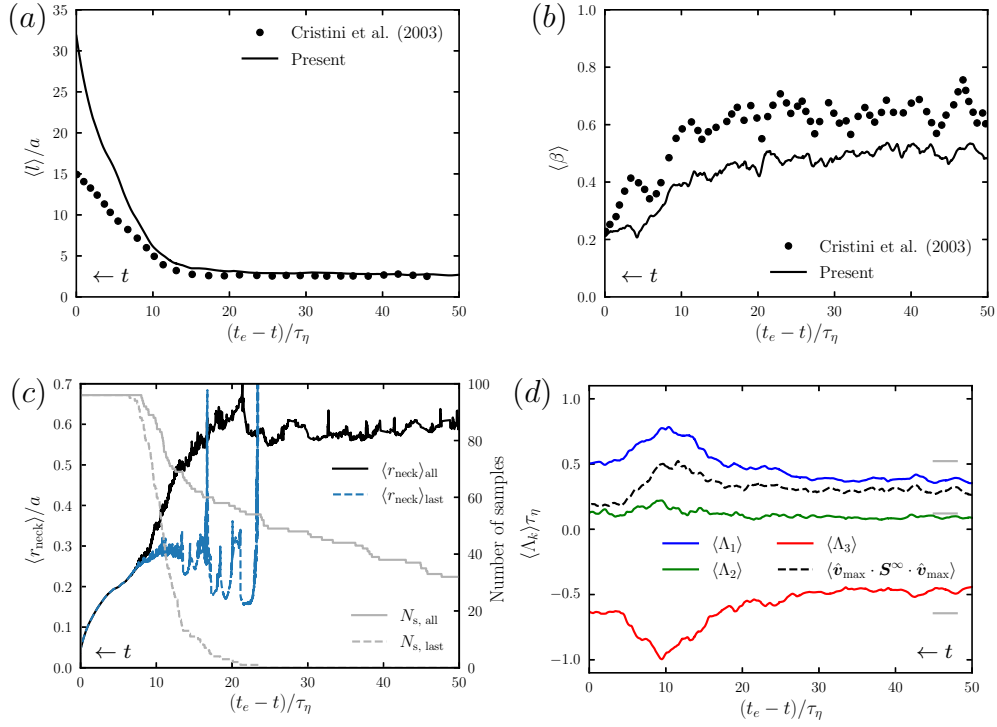 (a)
35
30
25
20
15
10
5
0
⟨l⟩/a
Cristini et al. (2003)
Present
← t
0 10 20 30 40 50
(t_e − t)/τ_η
(b)
1.0
0.8
0.6
0.4
0.2
0.0
⟨β⟩
Cristini et al. (2003)
Present
← t
0 10 20 30 40 50
(t_e − t)/τ_η
(c)
0.7
0.6
0.5
0.4
0.3
0.2
0.1
0.0
⟨r_neck⟩/a
⟨r_neck⟩_all
⟨r_neck⟩_last
N_s, all
N_s, last
← t
100
80
60
40
20
0
Number of samples
0 10 20 30 40 50
(t_e − t)/τ_η
(d)
1.0
0.5
0.0
−0.5
−1.0
⟨Λ_k⟩τ_η
⟨Λ_1⟩ ⟨Λ_3⟩
⟨Λ_2⟩ ⟨v̂_max · S^∞ · v̂_max⟩
← t
0 10 20 30 40 50
(t_e − t)/τ_η